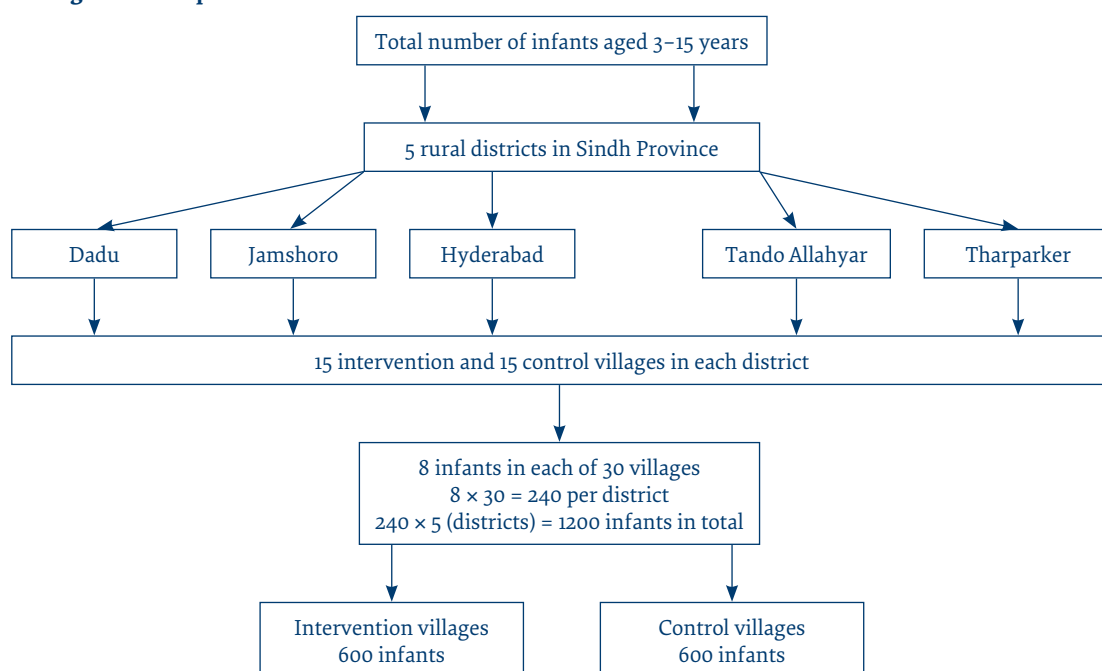 Total number of infants aged 3–15 years
5 rural districts in Sindh Province
Dadu
Jamshoro
Hyderabad
Tando Allahyar
Tharparker
15 intervention and 15 control villages in each district
8 infants in each of 30 villages
8 × 30 = 240 per district
240 × 5 (districts) = 1200 infants in total
Intervention villages
600 infants
Control villages
600 infants